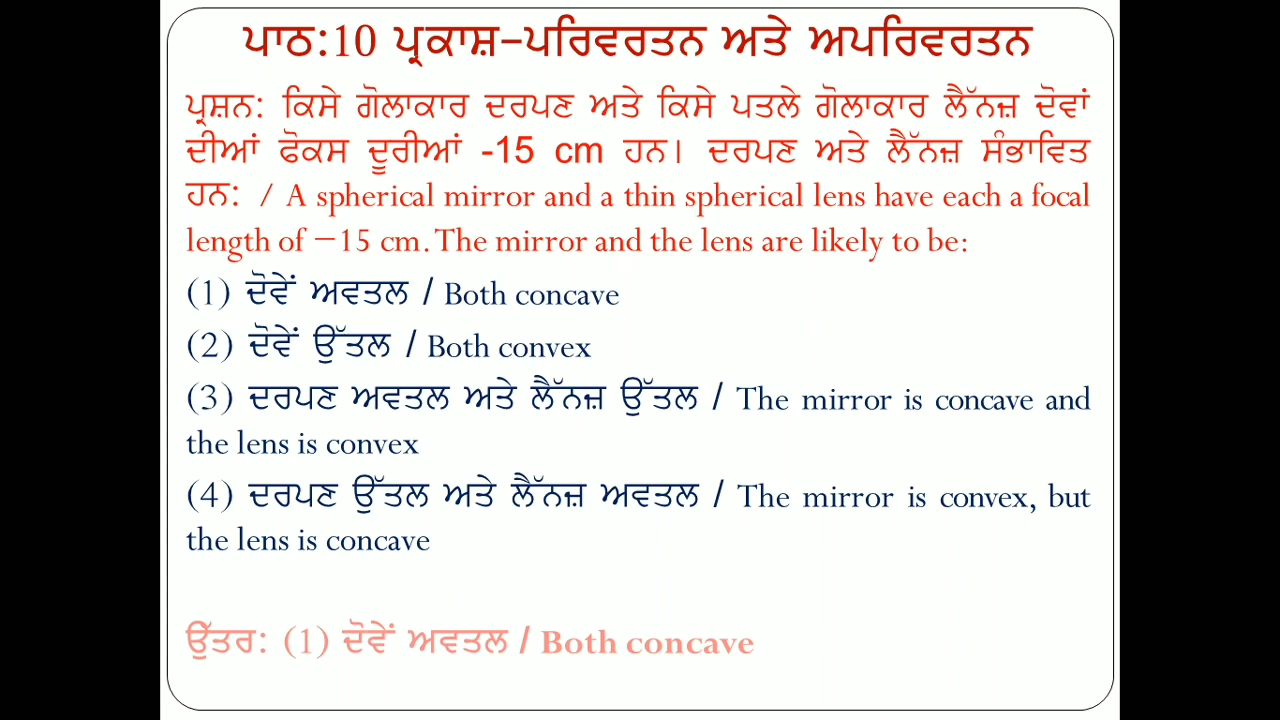 ਪਾਠ:10 ਪ੍ਰਕਾਸ਼-ਪਰਿਵਰਤਨ ਅਤੇ ਅਪਰਿਵਰਤਨ
ਪ੍ਰਸ਼ਨ: ਕਿਸੇ ਗੋਲਾਕਾਰ ਦਰਪਣ ਅਤੇ ਕਿਸੇ ਪਤਲੇ ਗੋਲਾਕਾਰ ਲੈੱਨਜ਼ ਦੋਵਾਂ
ਦੀਆਂ ਫੋਕਸ ਦੂਰੀਆਂ -15 cm ਹਨ। ਦਰਪਣ ਅਤੇ ਲੈੱਨਜ਼ ਸੰਭਾਵਿਤ
ਹਨ: / A spherical mirror and a thin spherical lens have each a focal
length of −15 cm. The mirror and the lens are likely to be:
(1) ਦੋਵੇਂ ਅਵਤਲ / Both concave
(2) ਦੋਵੇਂ ਉੱਤਲ / Both convex
(3) ਦਰਪਣ ਅਵਤਲ ਅਤੇ ਲੈੱਨਜ਼ ਉੱਤਲ / The mirror is concave and
the lens is convex
(4) ਦਰਪਣ ਉੱਤਲ ਅਤੇ ਲੈੱਨਜ਼ ਅਵਤਲ / The mirror is convex, but
the lens is concave
ਉੱਤਰ: (1) ਦੋਵੇਂ ਅਵਤਲ / Both concave